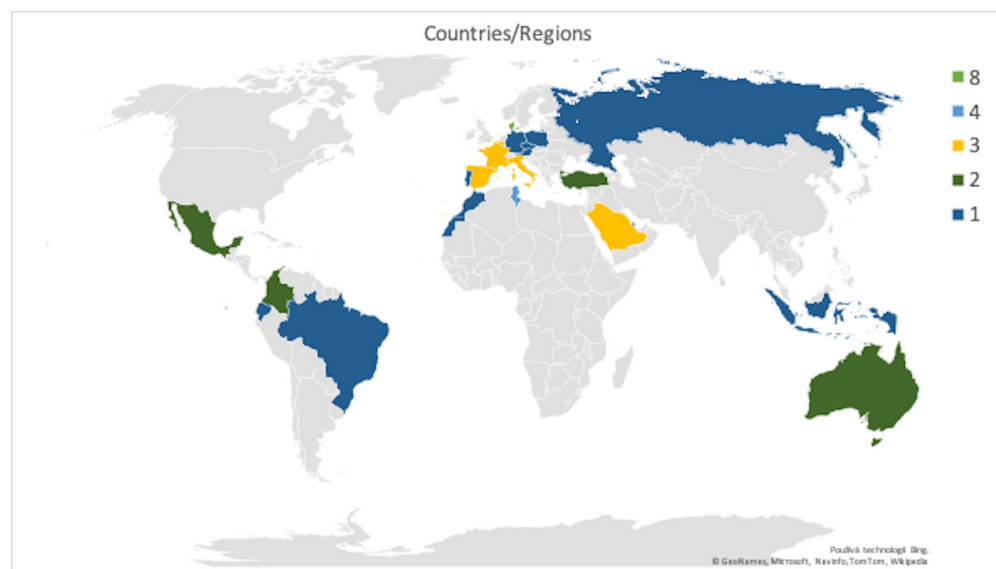 Countries/Regions
8
4
3
2
1
Používá technologii Bing.
© GeoNames, Microsoft, Navinfo, TomTom, Wikipedia